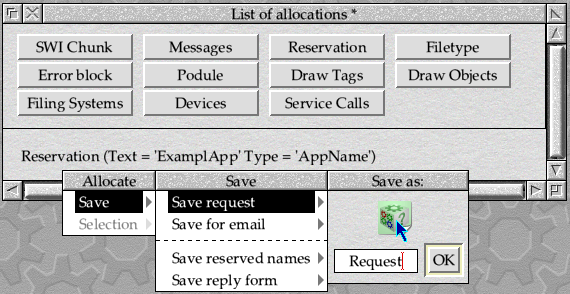 List of allocations *
SWI Chunk Messages Reservation Filetype
Error block Podule Draw Tags Draw Objects
Filing Systems Devices Service Calls
Reservation (Text = 'ExamplApp' Type = 'AppName')
Allocate Save Save as:
Save Save request
Selection Save for email
Save reserved names Request OK
Save reply form